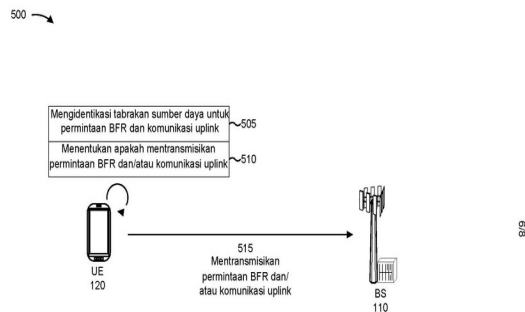 500
Mengidentikasi tabrakan sumber daya untuk
permintaan BFR dan komunikasi uplink
505
Menentukan apakah mentransmisikan
permintaan BFR dan/atau komunikasi uplink
510
515
Mentransmisikan
permintaan BFR dan/
atau komunikasi uplink
UE
120
BS
110
6/8